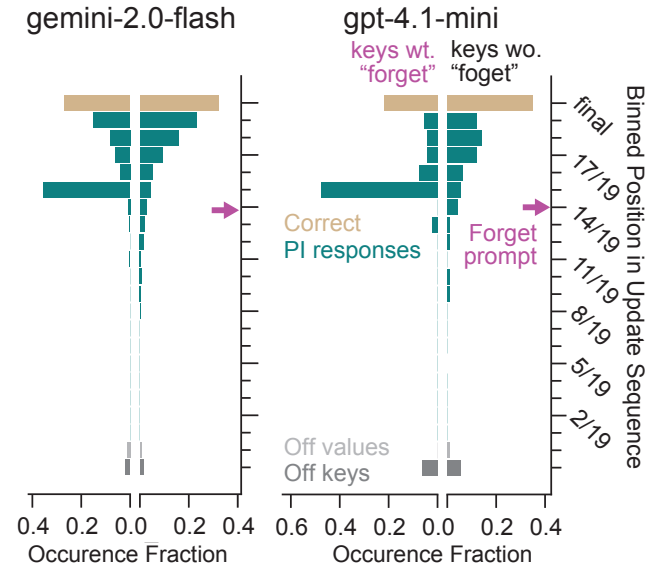 gemini-2.0-flash
gpt-4.1-mini
keys wt.
“forget”
keys wo.
“foget”
final
17/19
14/19
11/19
8/19
5/19
2/19
Binned Position in Update Sequence
Correct
PI responses
Forget
prompt
Off values
Off keys
0.4 0.2 0.0 0.2 0.4
0.6 0.4 0.2 0.0 0.2 0.4
Occurence Fraction
Occurence Fraction